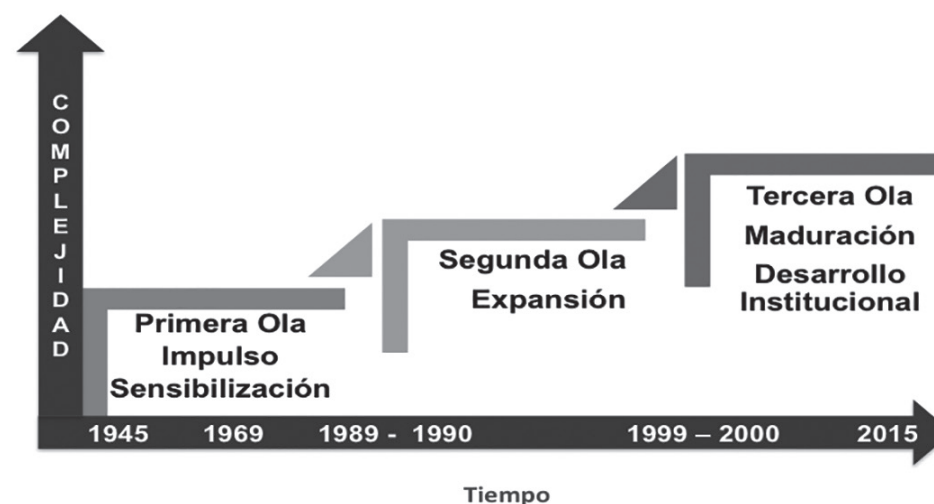 COMPLEJIDAD
Primera Ola
Impulso
Sensibilización
Segunda Ola
Expansión
Tercera Ola
Maduración
Desarrollo
Institucional
1945 1969 1989 - 1990 1999 – 2000 2015
Tiempo